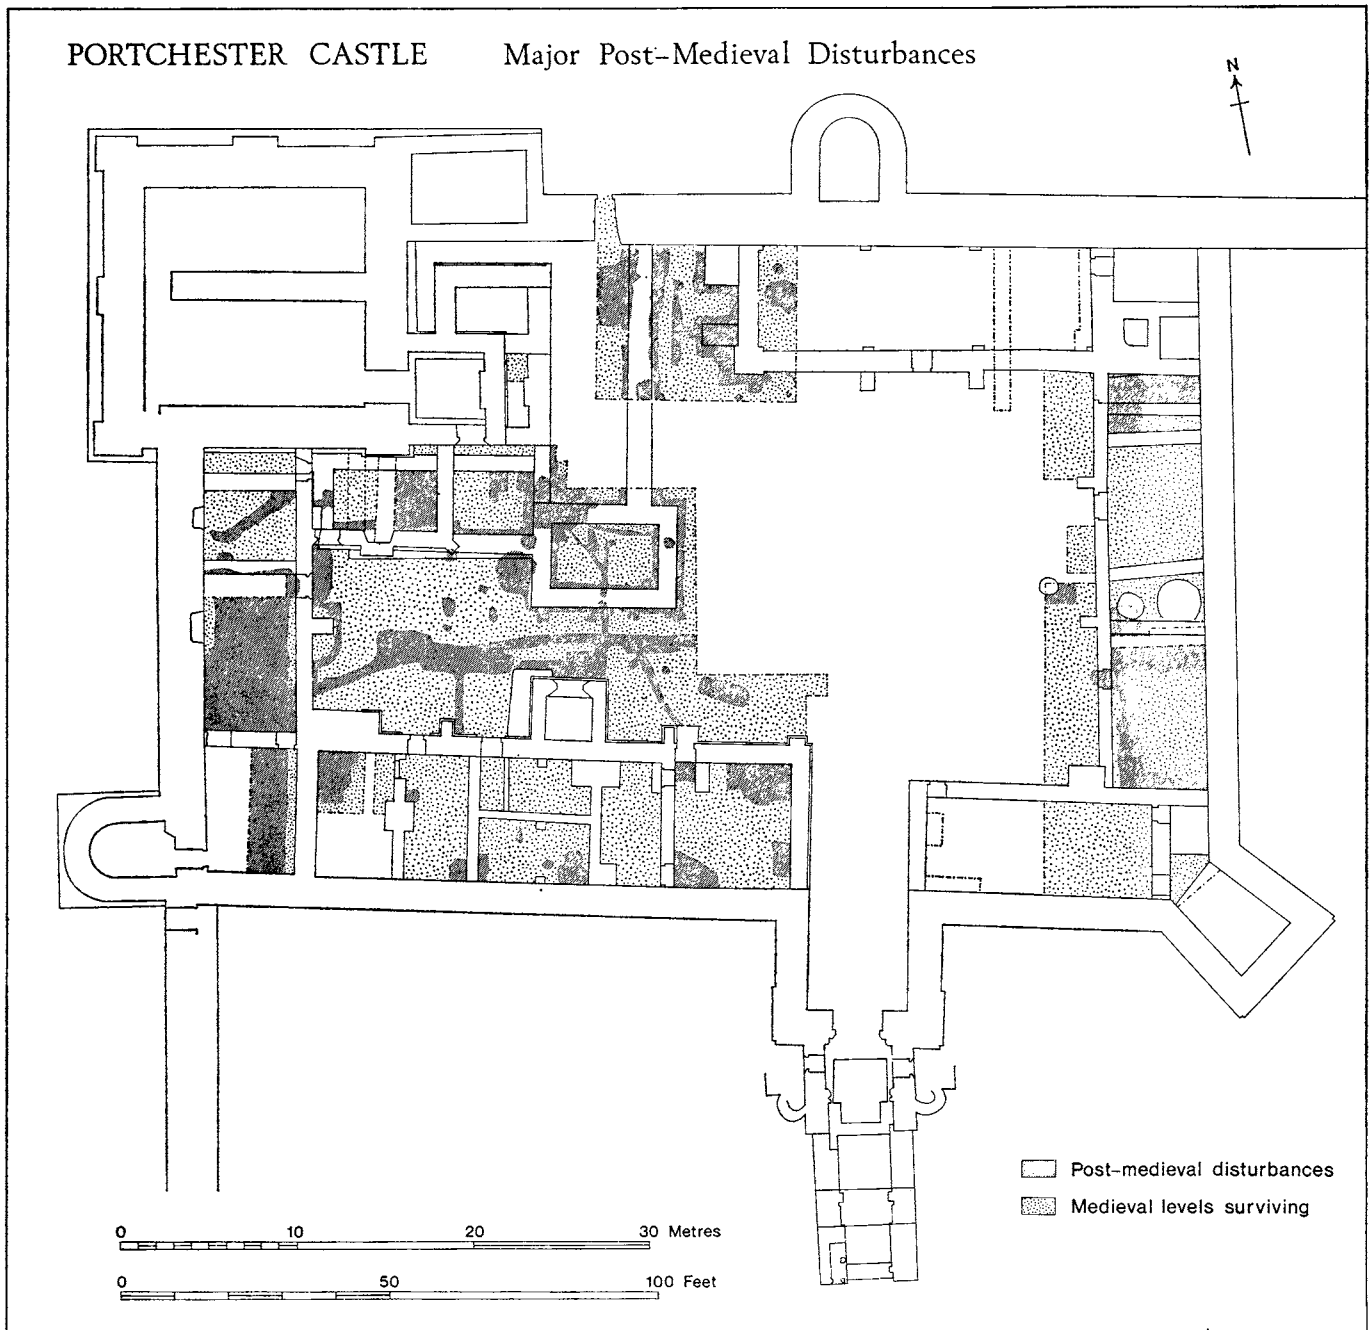 PORTCHESTER CASTLE Major Post-Medieval Disturbances
N
Post-medieval disturbances
Medieval levels surviving
0 10 20 30 Metres
0 50 100 Feet